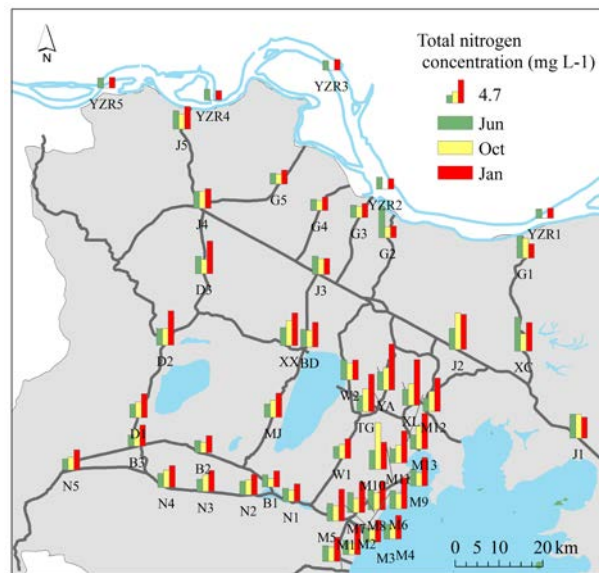 N
Total nitrogen
concentration (mg L-1)
4.7
Jun
Oct
Jan
YZR5
YZR4
YZR3
J5
YZR2
G5
J4
G4
G3
G2
YZR1
G1
D3
J3
D2
XX
BD
J2
XC
W2
YA
XL
TG
M12
D1
MJ
J1
B3
B2
W1
M13
M11
M10
N5
N4
N3
N2
B1
N1
M9
M5
M7
M8
M6
M1
M2
M3
M4
0 10 20 km